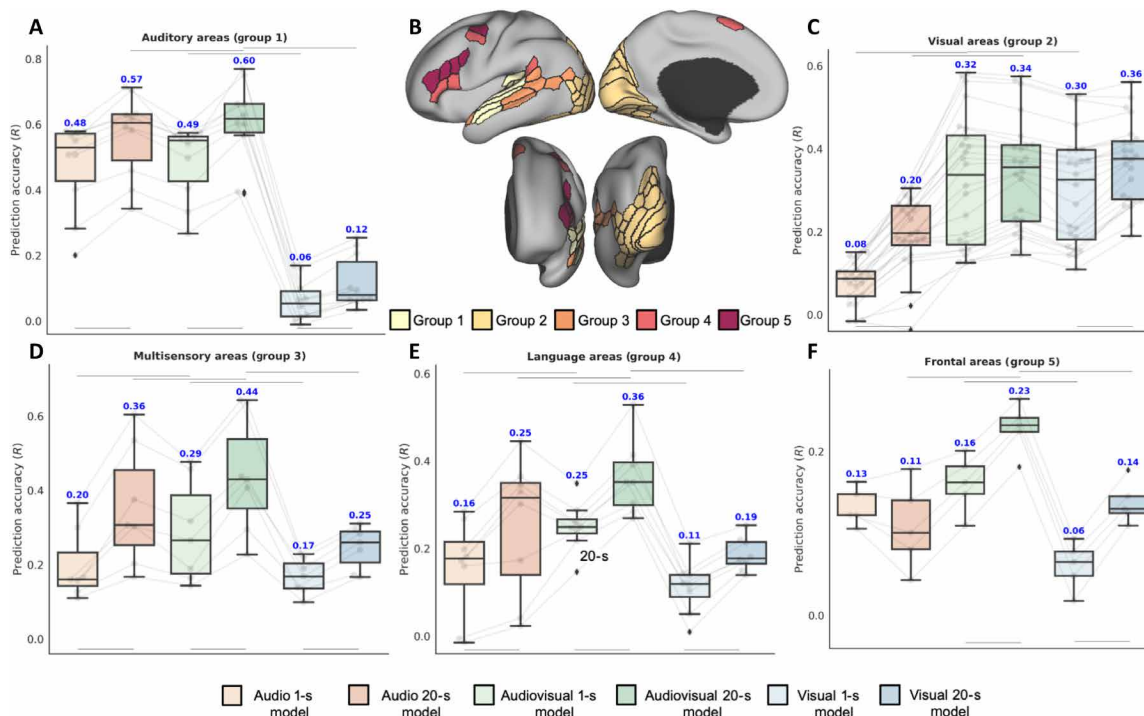 A
Auditory areas (group 1)
Prediction accuracy (R)
0.8
0.6
0.4
0.2
0.0
0.48
0.57
0.49
0.60
0.06
0.12
B
Group 1
Group 2
Group 3
Group 4
Group 5
C
Visual areas (group 2)
Prediction accuracy (R)
0.6
0.4
0.2
0.0
0.08
0.20
0.32
0.34
0.30
0.36
D
Multisensory areas (group 3)
Prediction accuracy (R)
0.6
0.4
0.2
0.0
0.20
0.36
0.29
0.44
0.17
0.25
E
Language areas (group 4)
Prediction accuracy (R)
0.6
0.4
0.2
0.0
0.16
0.25
0.25
0.36
0.11
0.19
20-s
F
Frontal areas (group 5)
Prediction accuracy (R)
0.2
0.0
0.13
0.11
0.16
0.23
0.06
0.14
Audio 1-s
model
Audio 20-s
model
Audiovisual 1-s
model
Audiovisual 20-s
model
Visual 1-s
model
Visual 20-s
model